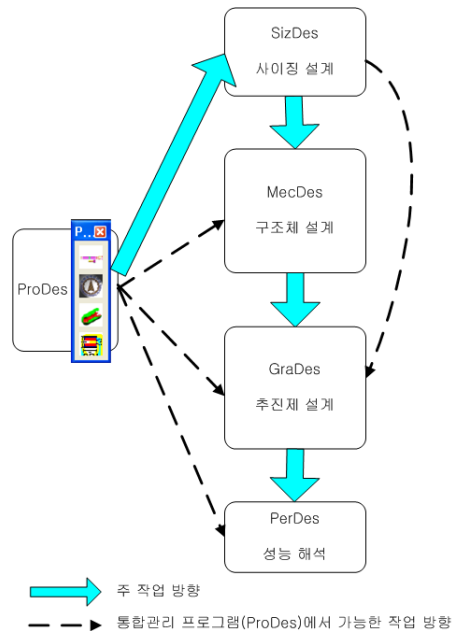 SizDes
사이징 설계
MecDes
구조체 설계
P...
ProDes
GraDes
추진제 설계
PerDes
성능 해석
주 작업 방향
통합관리 프로그램(ProDes)에서 가능한 작업 방향